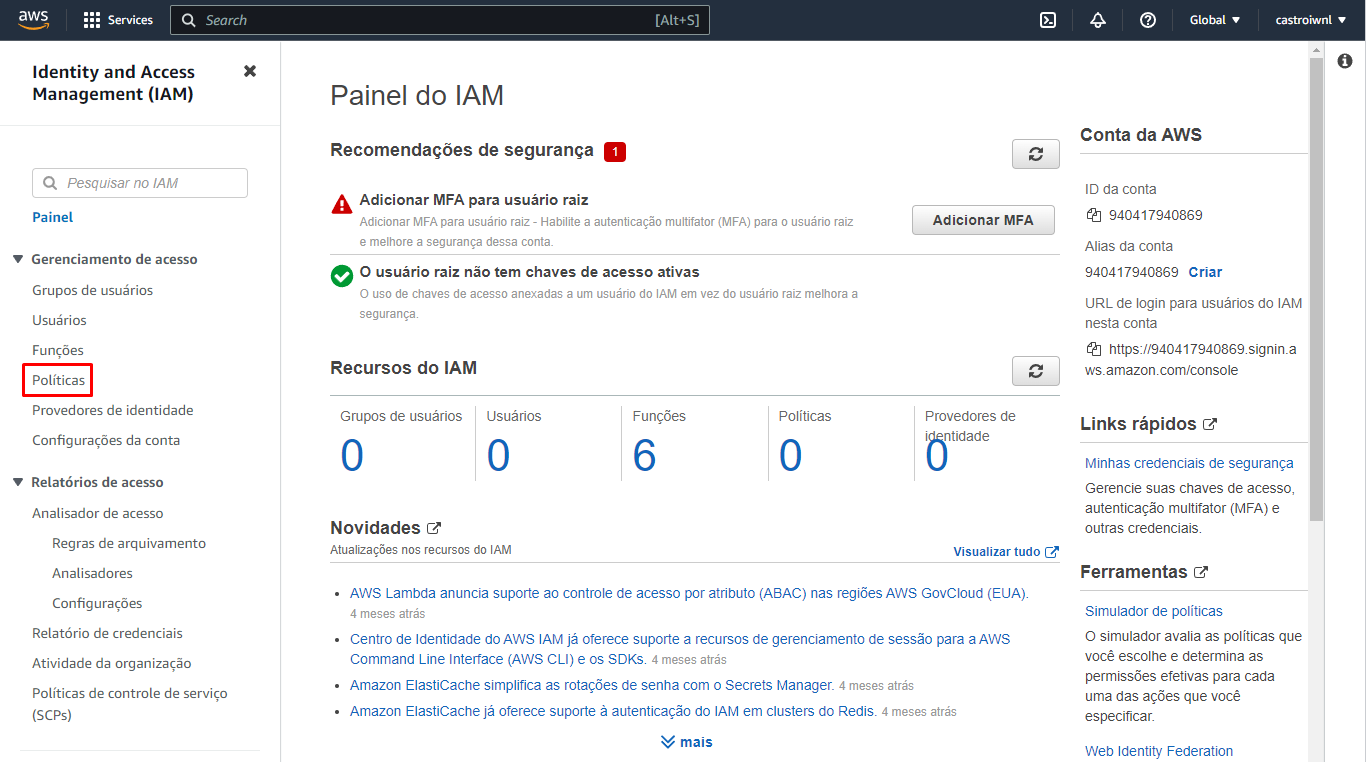 aws
Services
Search
[Alt+S]
Global
castroiwnl
Identity and Access
Management (IAM)
Pesquisar no IAM
Painel
Gerenciamento de acesso
Grupos de usuários
Usuários
Funções
Políticas
Provedores de identidade
Configurações da conta
Relatórios de acesso
Analisador de acesso
Regras de arquivamento
Analisadores
Configurações
Relatório de credenciais
Atividade da organização
Políticas de controle de serviço
(SCPs)
Painel do IAM
Recomendações de segurança 1
Adicionar MFA para usuário raiz
Adicionar MFA para usuário raiz - Habilite a autenticação multifator (MFA) para o usuário raiz
e melhore a segurança dessa conta.
Adicionar MFA
O usuário raiz não tem chaves de acesso ativas
O uso de chaves de acesso anexadas a um usuário do IAM em vez do usuário raiz melhora a
segurança.
Recursos do IAM
Grupos de usuários
0
Usuários
0
Funções
6
Políticas
0
Provedores de
identidade
0
Novidades
Atualizações nos recursos do IAM
Visualizar tudo
AWS Lambda anuncia suporte ao controle de acesso por atributo (ABAC) nas regiões AWS GovCloud (EUA).
4 meses atrás
Centro de Identidade do AWS IAM já oferece suporte a recursos de gerenciamento de sessão para a AWS
Command Line Interface (AWS CLI) e os SDKs. 4 meses atrás
Amazon ElastiCache simplifica as rotações de senha com o Secrets Manager. 4 meses atrás
Amazon ElastiCache já oferece suporte à autenticação do IAM em clusters do Redis. 4 meses atrás
mais
Conta da AWS
ID da conta
940417940869
Alias da conta
940417940869 Criar
URL de login para usuários do IAM
nesta conta
https://940417940869.signin.a
ws.amazon.com/console
Links rápidos
Minhas credenciais de segurança
Gerencie suas chaves de acesso,
autenticação multifator (MFA) e
outras credenciais.
Ferramentas
Simulador de políticas
O simulador avalia as políticas que
você escolhe e determina as
permissões efetivas para cada
uma das ações que você
especificar.
Web Identity Federation